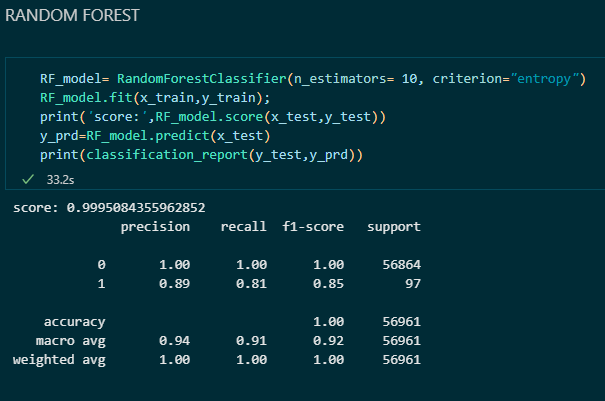 RANDOM FOREST
RF_model= RandomForestClassifier(n_estimators= 10, criterion="entropy")
RF_model.fit(x_train,y_train);
print('score:',RF_model.score(x_test,y_test))
y_prd=RF_model.predict(x_test)
print(classification_report(y_test,y_prd))
✓ 33.2s
score: 0.9995084355962852
precision recall f1-score support
0 1.00 1.00 1.00 56864
1 0.89 0.81 0.85 97
accuracy 1.00 56961
macro avg 0.94 0.91 0.92 56961
weighted avg 1.00 1.00 1.00 56961